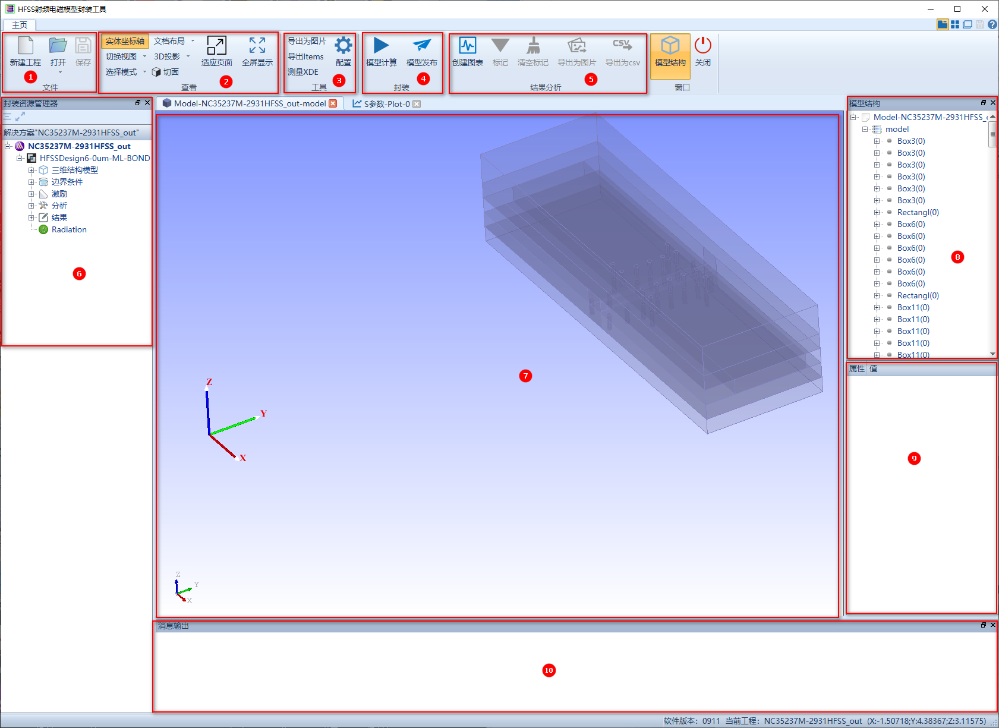 HFSS射频电磁模型封装工具
主页
新建工程 打开 保存
1
文件
实体坐标轴 文档布局
切换视图 3D投影
选择模式 切面
适应页面 全屏显示
2
查看
导出为图片
导出Items
测量XDE
配置
3
工具
模型计算 模型发布
4
封装
创建图表 标记 清空标记 导出为图片 导出为csv
CSV
5
结果分析
模型结构 关闭
窗口
封装资源管理器
解决方案"NC35237M-2931HFSS_out"
NC35237M-2931HFSS_out
HFSSDesign6-0um-ML-BOND
三维结构模型
边界条件
激励
分析
结果
Radiation
6
Model-NC35237M-2931HFSS_out-model S参数-Plot-0
Z
Y
X
7
Z
Y
X
模型结构
Model-NC35237M-2931HFSS_
model
Box3(0)
Box3(0)
Box3(0)
Box3(0)
Box3(0)
Box3(0)
Rectangl(0)
Box6(0)
Box6(0)
Box6(0)
Box6(0)
Box6(0)
Box6(0)
Rectangl(0)
Box11(0)
Box11(0)
Box11(0)
Box11(0)
Box11(0)
8
属性 值
9
消息输出
10
软件版本: 0911 当前工程: NC35237M-2931HFSS_out (X:-1.50718;Y:4.38367;Z:3.11575)